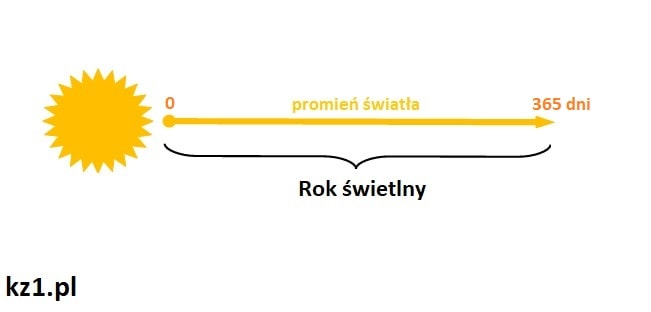 0
promień światła
365 dni
Rok świetlny
kz1.pl